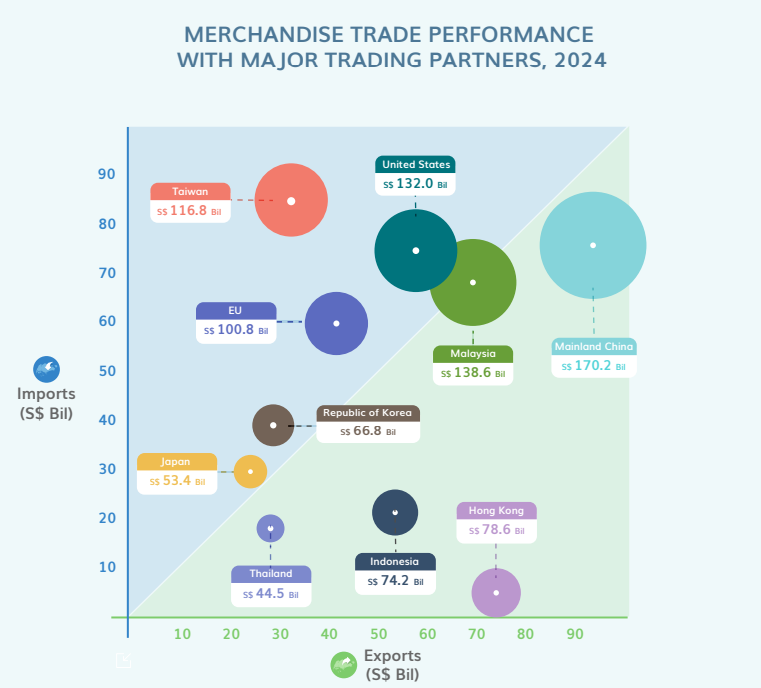 MERCHANDISE TRADE PERFORMANCE
WITH MAJOR TRADING PARTNERS, 2024
United States
S$ 132.0 Bil
90
Taiwan
S$ 116.8 Bil
80
70
EU
S$ 100.8 Bil
60
Mainland China
S$ 170.2 Bil
Malaysia
S$ 138.6 Bil
50
Imports
(S$ Bil)
Republic of Korea
S$ 66.8 Bil
40
Japan
S$ 53.4 Bil
30
Hong Kong
S$ 78.6 Bil
20
Indonesia
S$ 74.2 Bil
Thailand
S$ 44.5 Bil
10
10 20 30 40 50 60 70 80 90
Exports
(S$ Bil)